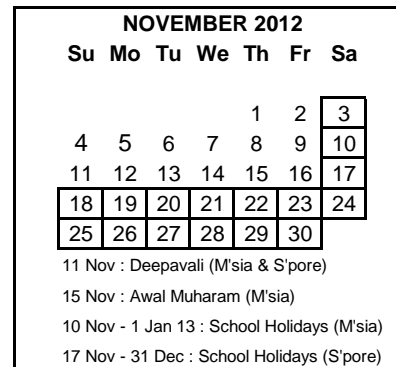 NOVEMBER 2012
Su Mo Tu We Th Fr Sa
1 2 3
4 5 6 7 8 9 10
11 12 13 14 15 16 17
18 19 20 21 22 23 24
25 26 27 28 29 30
11 Nov : Deepavali (M'sia & S'pore)
15 Nov : Awal Muharam (M'sia)
10 Nov - 1 Jan 13 : School Holidays (M'sia)
17 Nov - 31 Dec : School Holidays (S'pore)